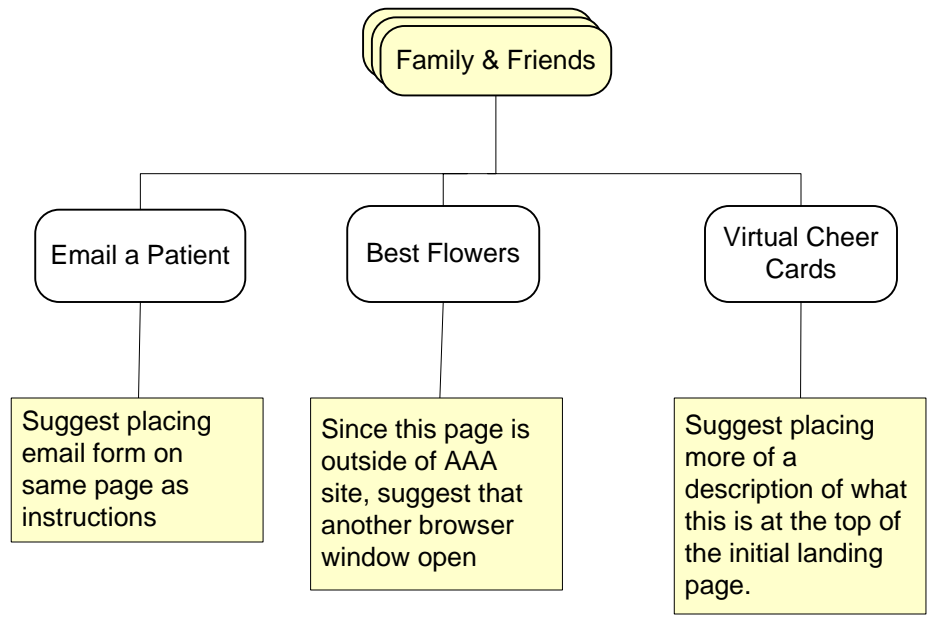 Family & Friends
Email a Patient
Best Flowers
Virtual Cheer
Cards
Suggest placing
email form on
same page as
instructions
Since this page is
outside of AAA
site, suggest that
another browser
window open
Suggest placing
more of a
description of what
this is at the top of
the initial landing
page.